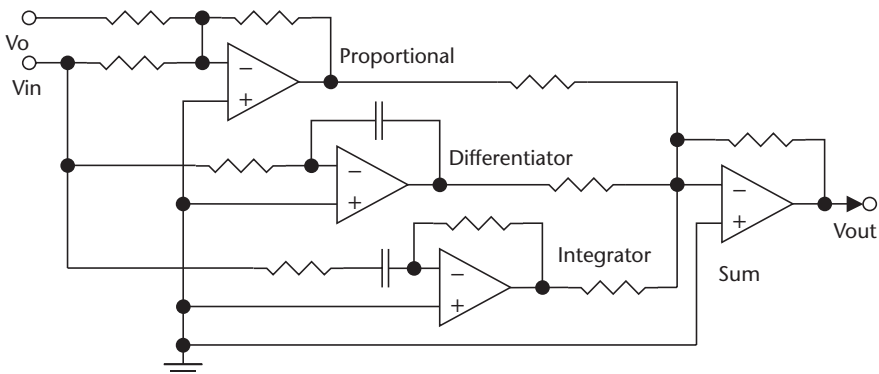 Vo
Vin
Proportional
−
+
Differentiator
−
+
Integrator
−
+
−
+
Vout
Sum